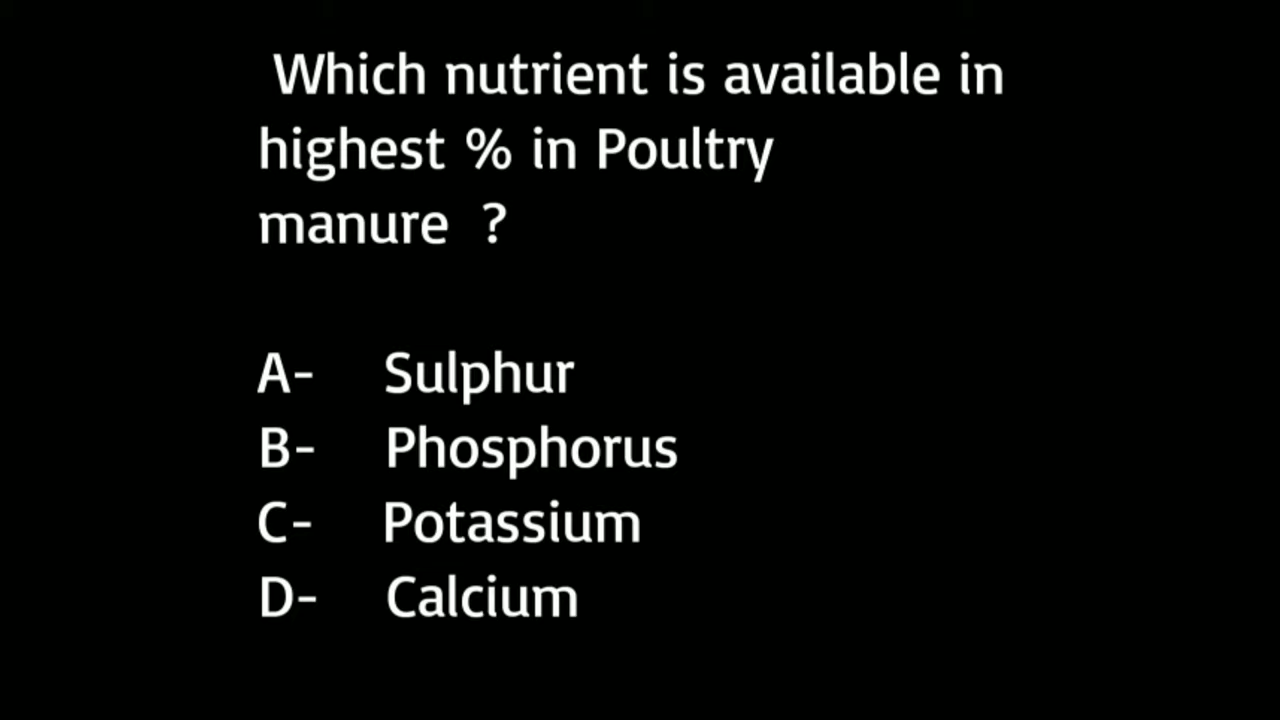 Which nutrient is available in
highest % in Poultry
manure ?
A- Sulphur
B- Phosphorus
C- Potassium
D- Calcium